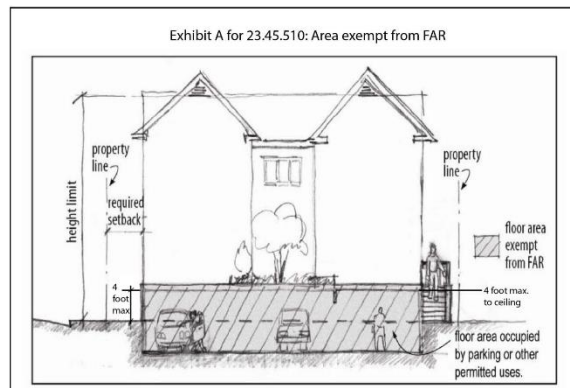 Exhibit A for 23.45.510: Area exempt from FAR
height limit
property
line
required
setback
property
line
floor area
exempt
from FAR
4
foot
max
4 foot max.
to ceiling
floor area occupied
by parking or other
permitted uses.